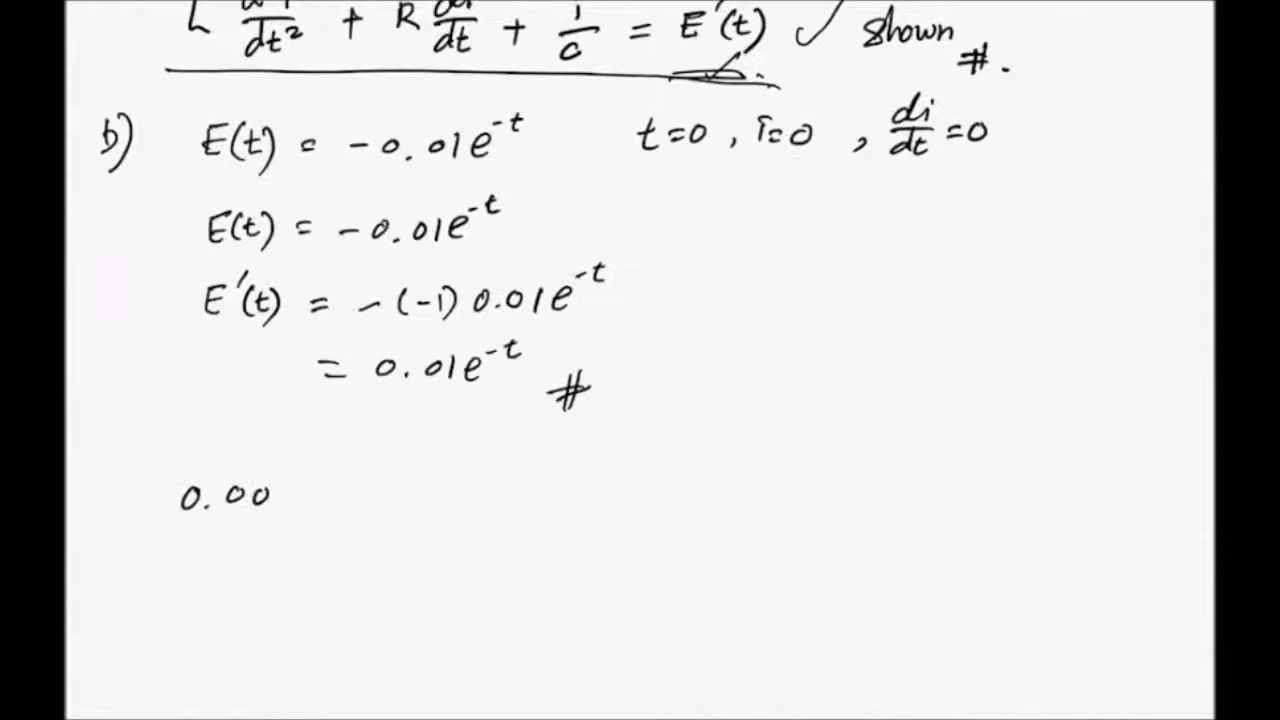 L d²i/dt² + R di/dt + i/c = E'(t) ✓ Shown #.
b) E(t) = -0.01e^-t t=0, i=0, di/dt=0
E(t) = -0.01e^-t
E'(t) = -(-1) 0.01e^-t
= 0.01e^-t #
0.00